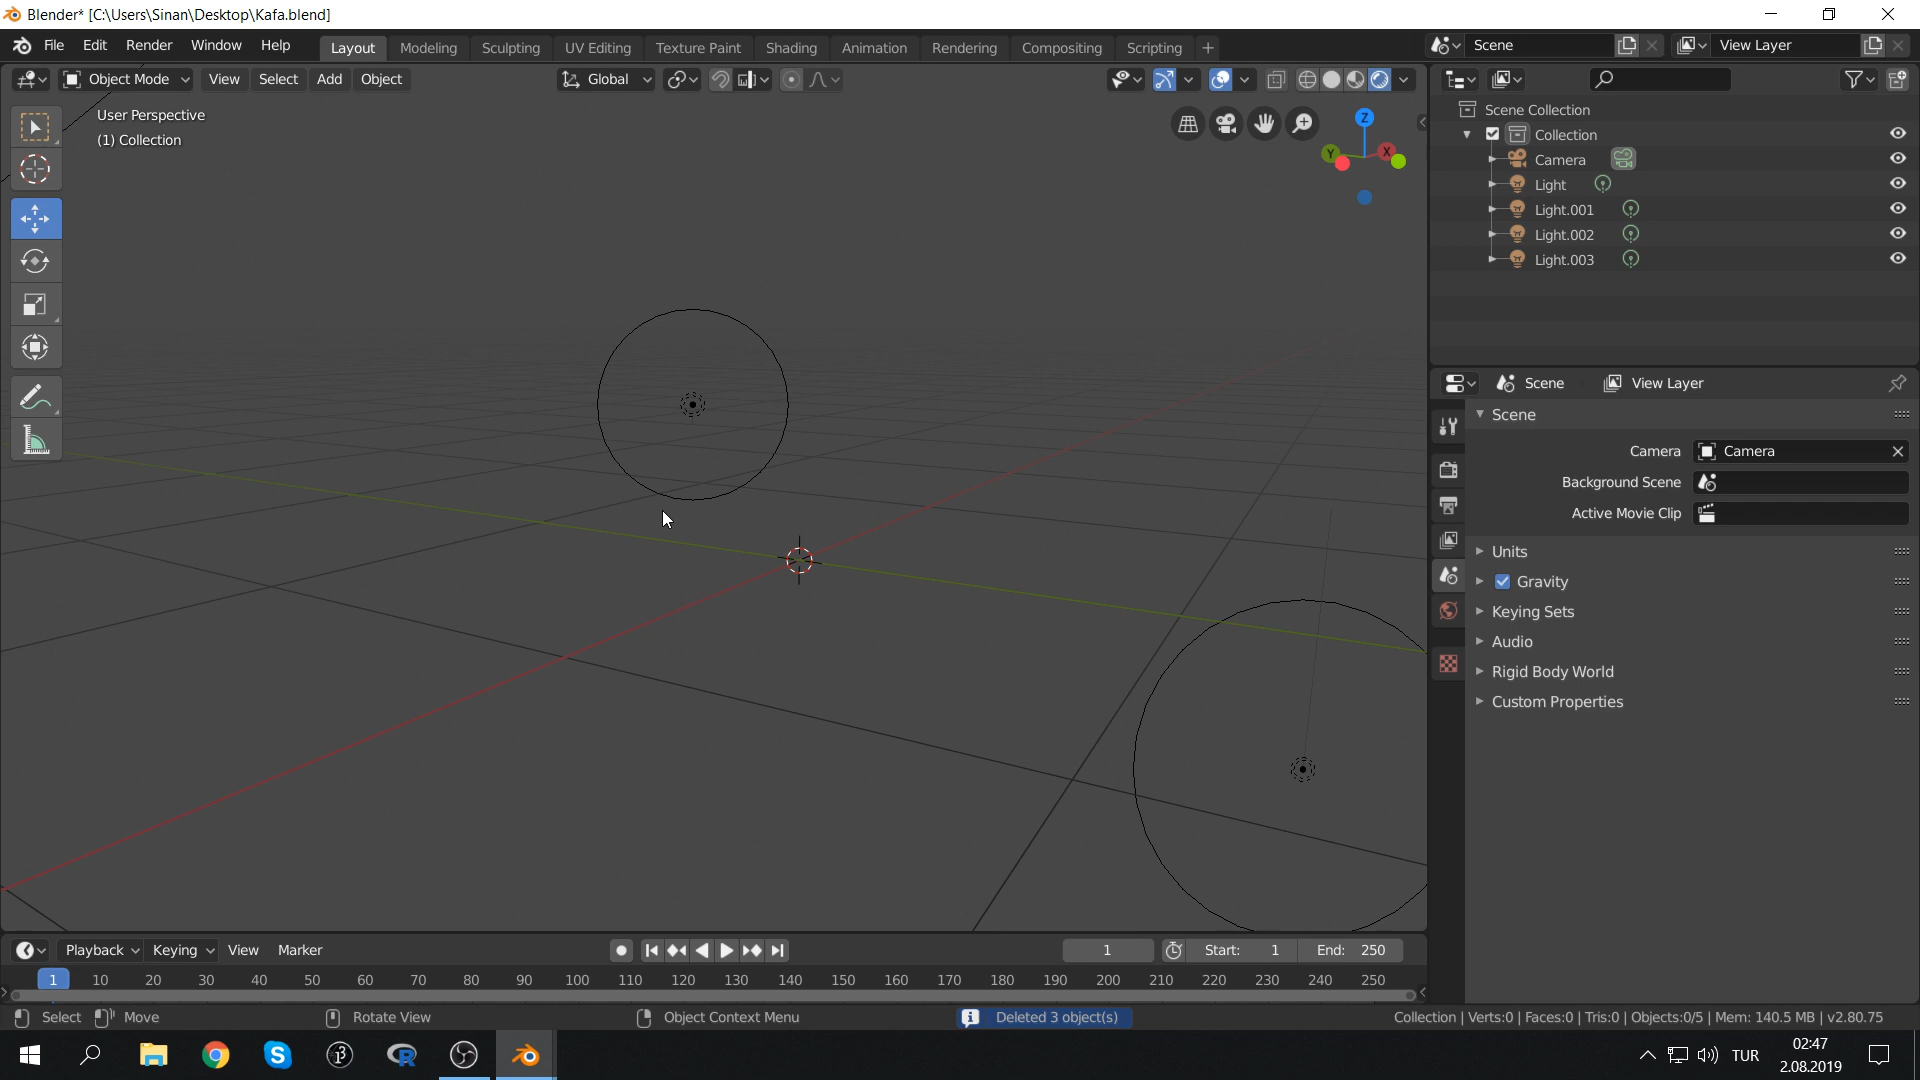 Blender* [C:\Users\Sinan\Desktop\Kafa.blend]
File Edit Render Window Help Layout Modeling Sculpting UV Editing Texture Paint Shading Animation Rendering Compositing Scripting + Scene View Layer
Object Mode View Select Add Object Global
User Perspective
(1) Collection
Z
Y X
Scene Collection
Collection
Camera
Light
Light.001
Light.002
Light.003
Scene View Layer
Scene
Camera Camera
Background Scene
Active Movie Clip
Units
Gravity
Keying Sets
Audio
Rigid Body World
Custom Properties
Playback Keying View Marker 1 Start: 1 End: 250
1 10 20 30 40 50 60 70 80 90 100 110 120 130 140 150 160 170 180 190 200 210 220 230 240 250
Select Move Rotate View Object Context Menu Deleted 3 object(s) Collection | Verts:0 | Faces:0 | Tris:0 | Objects:0/5 | Mem: 140.5 MB | v2.80.75
TUR
02:47
2.08.2019